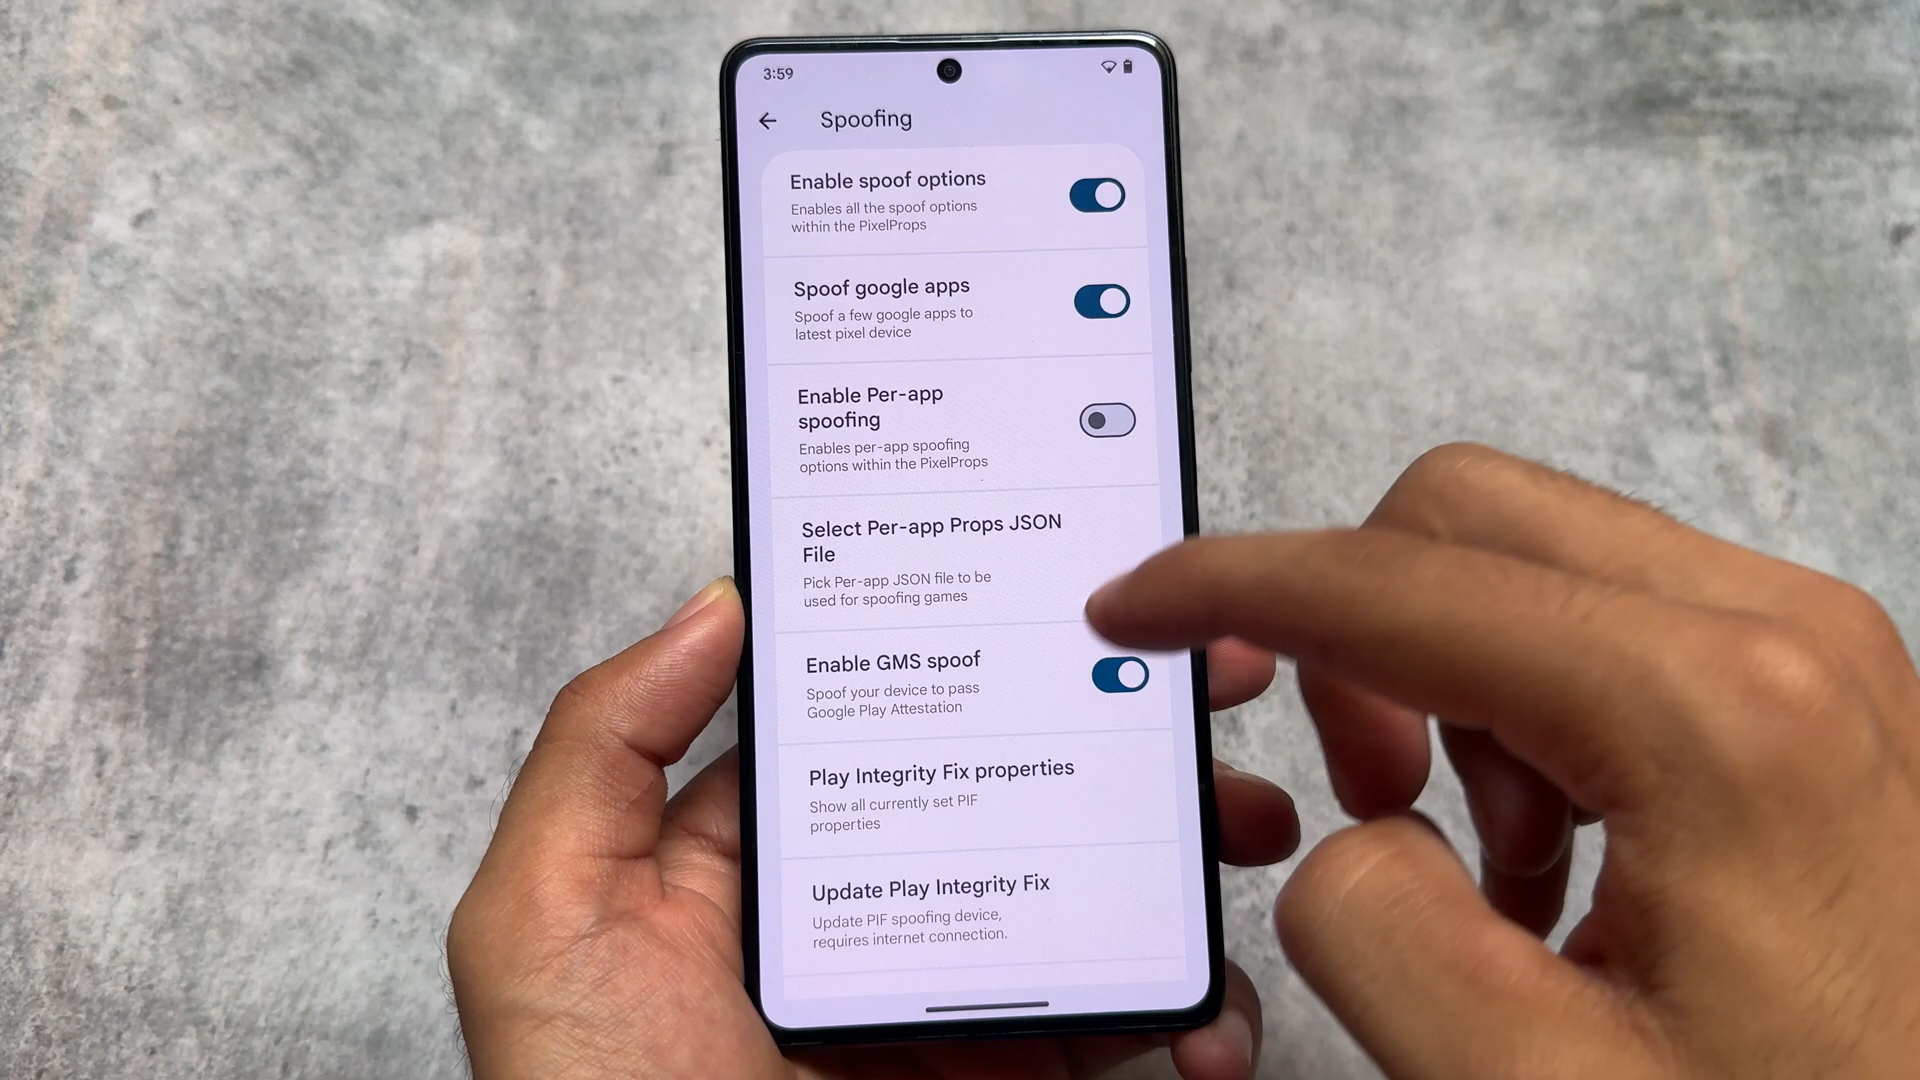 3:59
Spoofing
Enable spoof options
Enables all the spoof options
within the PixelProps
Spoof google apps
Spoof a few google apps to
latest pixel device
Enable Per-app
spoofing
Enables per-app spoofing
options within the PixelProps
Select Per-app Props JSON
File
Pick Per-app JSON file to be
used for spoofing games
Enable GMS spoof
Spoof your device to pass
Google Play Attestation
Play Integrity Fix properties
Show all currently set PIF
properties
Update Play Integrity Fix
Update PIF spoofing device,
requires internet connection.